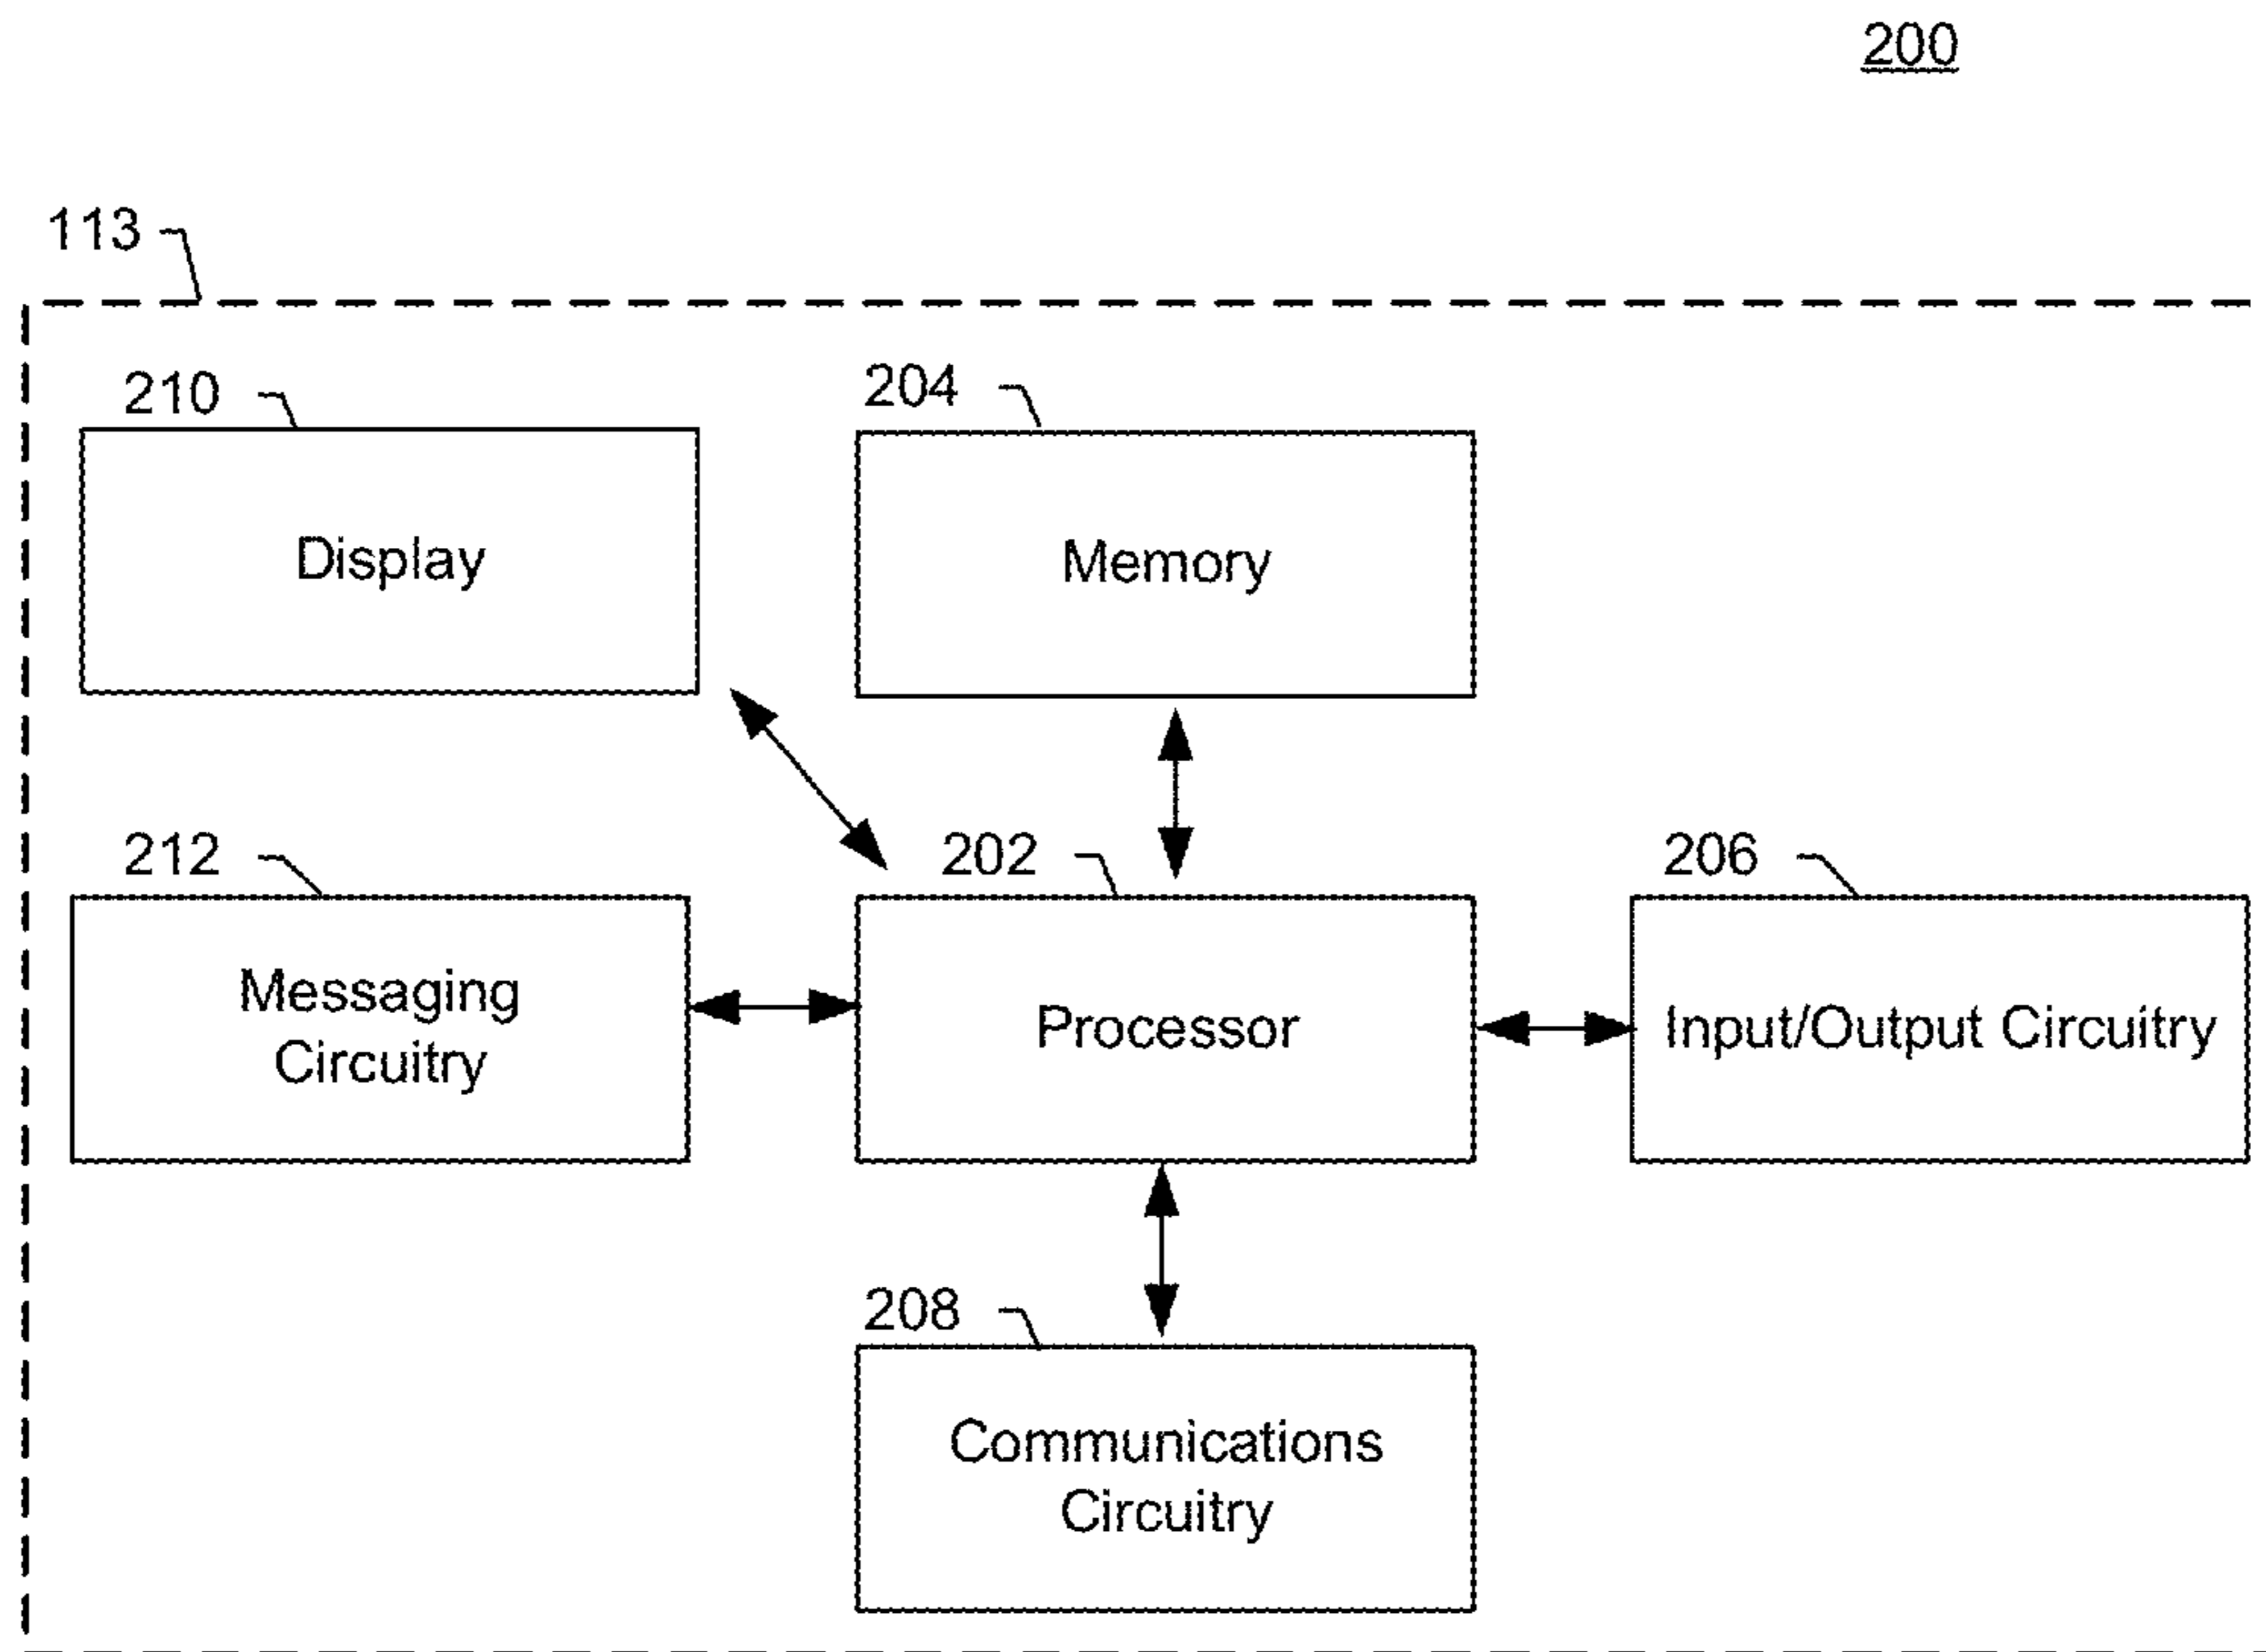 200
113
210
204
Display
Memory
212
202
206
Messaging
Circuitry
Processor
Input/Output Circuitry
208
Communications
Circuitry